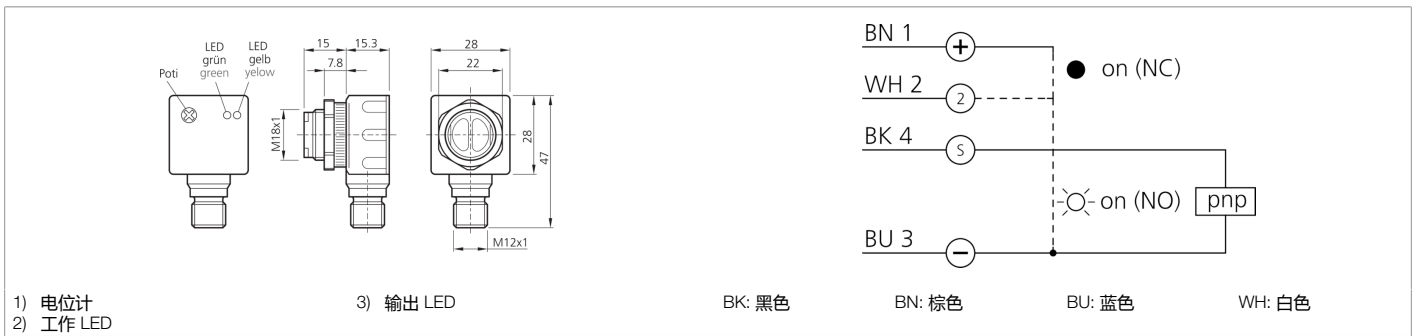 LED
grün
green
LED
gelb
yelow
Poti
15
15.3
7.8
M18x1
28
22
28
47
M12x1
BN 1
+
on (NC)
WH 2
2
BK 4
S
on (NO)
pnp
BU 3
−
1) 电位计
3) 输出 LED
BK: 黑色
BN: 棕色
BU: 蓝色
WH: 白色
2) 工作 LED